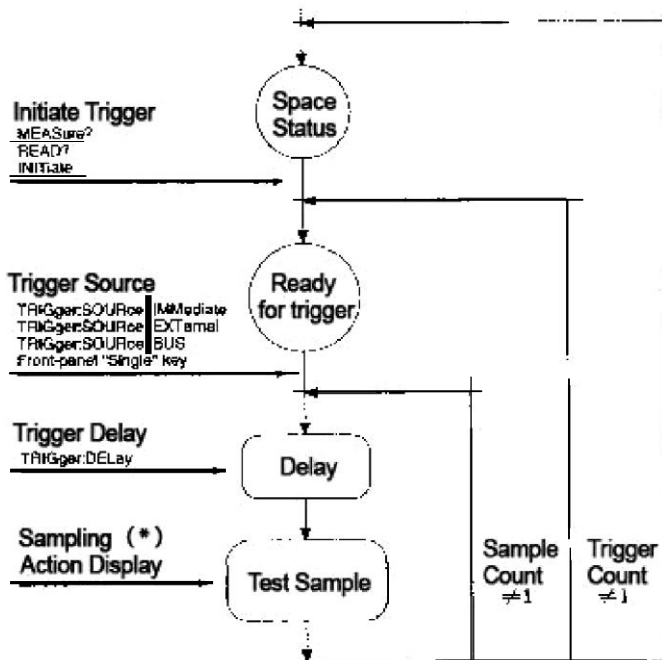 Space
Status
Initiate Trigger
MEASure?
READ?
INITiate
Trigger Source
TRIGger:SOURce IMMediate
TRIGger:SOURce EXTernal
TRIGger:SOURce BUS
Front-panel "Single" key
Ready
for trigger
Trigger Delay
TRIGger:DELay
Delay
Sampling (*)
Action Display
Test Sample
Sample
Count
≠1
Trigger
Count
≠1